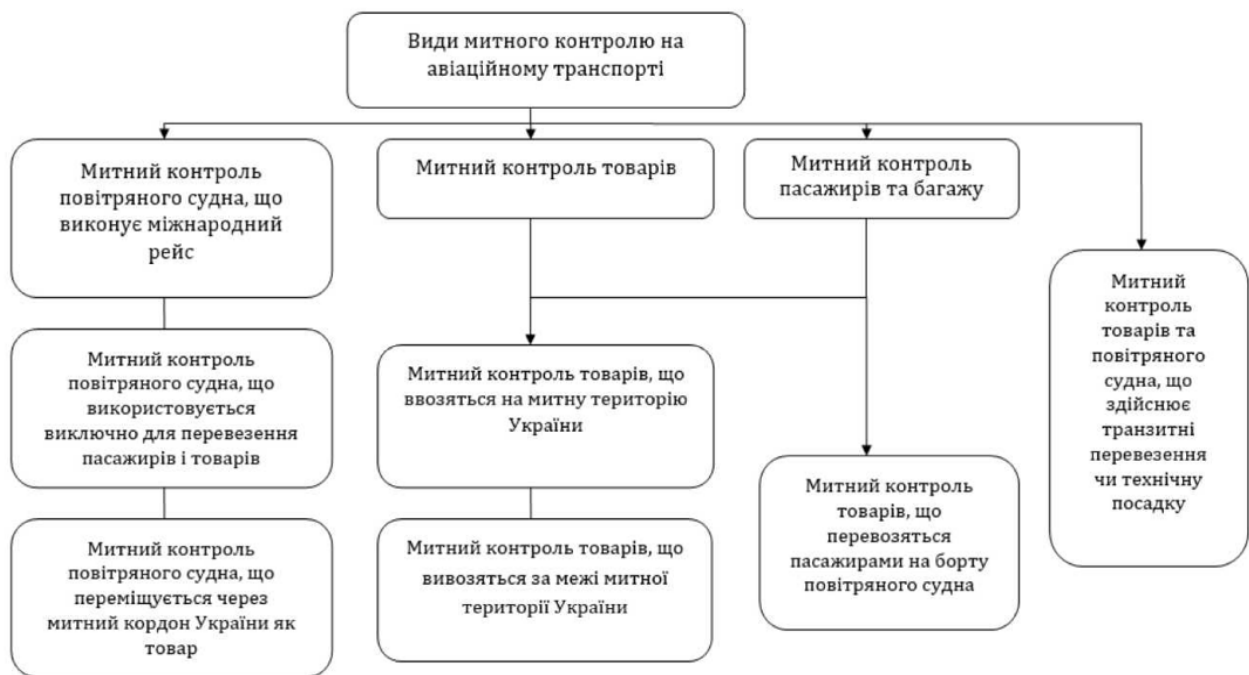 Види митного контролю на
авіаційному транспорті
Митний контроль
повітряного судна, що
виконує міжнародний
рейс
Митний контроль товарів
Митний контроль
пасажирів та багажу
Митний
контроль
товарів та
повітряного
судна, що
здійснює
транзитні
перевезення
чи технічну
посадку
Митний контроль
повітряного судна, що
використовується
виключно для перевезення
пасажирів і товарів
Митний контроль товарів, що
ввозяться на митну територію
України
Митний контроль
товарів, що
перевозяться
пасажирами на борту
повітряного судна
Митний контроль
повітряного судна, що
переміщується через
митний кордон України як
товар
Митний контроль товарів, що
вивозяться за межі митної
території України